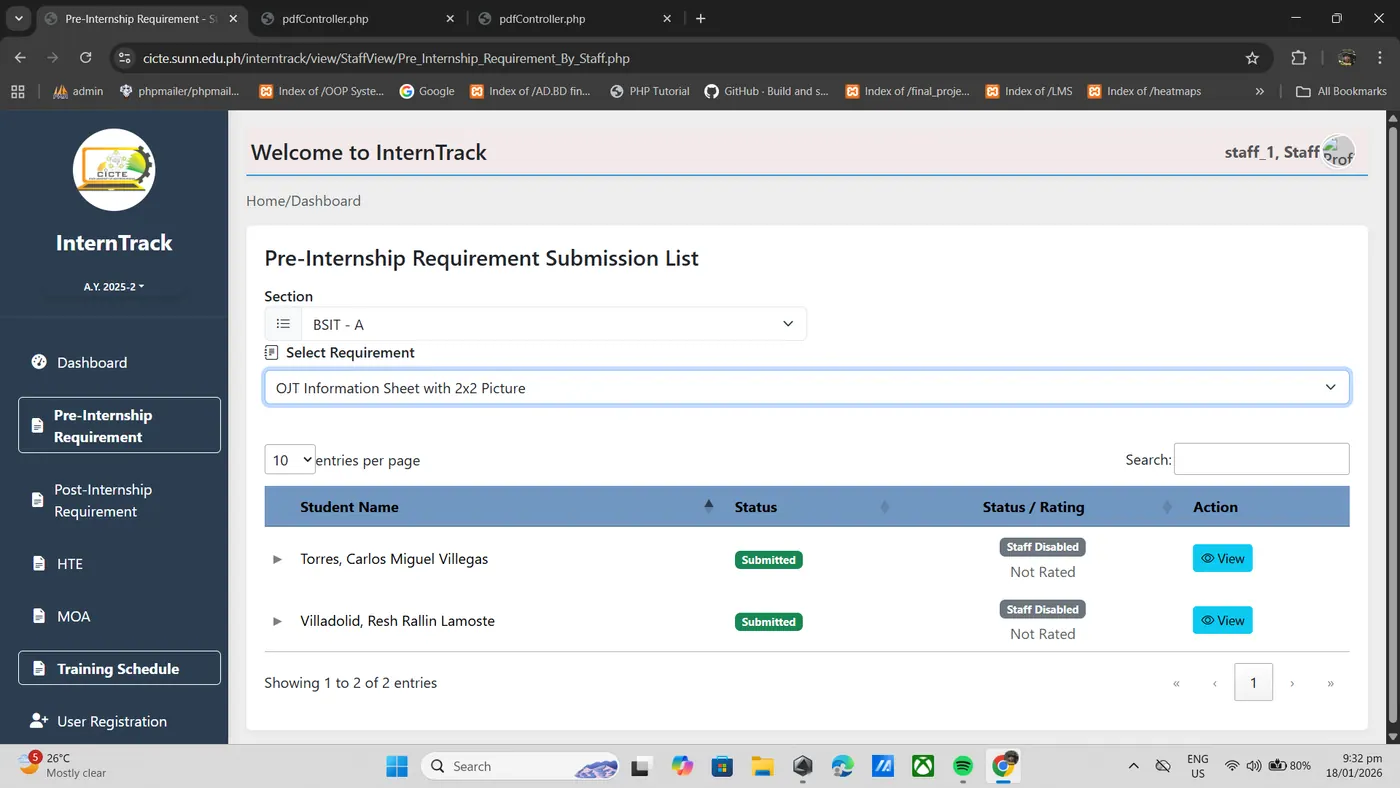 Pre-Internship Requirement - S
pdfController.php
pdfController.php
cicte.sunn.edu.ph/interntrack/view/StaffView/Pre_Internship_Requirement_By_Staff.php
admin
phpmailer/phpmail...
Index of /OOP Syste...
Google
Index of /AD.BD fin...
PHP Tutorial
GitHub - Build and s...
Index of /final_proje...
Index of /LMS
Index of /heatmaps
»
All Bookmarks
CICTE
InternTrack
A.Y. 2025-2
Dashboard
Pre-Internship
Requirement
Post-Internship
Requirement
HTE
MOA
Training Schedule
User Registration
Welcome to InternTrack
staff_1, Staff
Prof
Home/Dashboard
Pre-Internship Requirement Submission List
Section
BSIT - A
Select Requirement
OJT Information Sheet with 2x2 Picture
10 entries per page
Search:
Student Name Status Status / Rating Action
Torres, Carlos Miguel Villegas Submitted Staff Disabled View
Not Rated
Villadolid, Resh Rallin Lamoste Submitted Staff Disabled View
Not Rated
Showing 1 to 2 of 2 entries
« ‹ 1 › »
5
26°C
Mostly clear
Search
ENG
US
80%
9:32 pm
18/01/2026